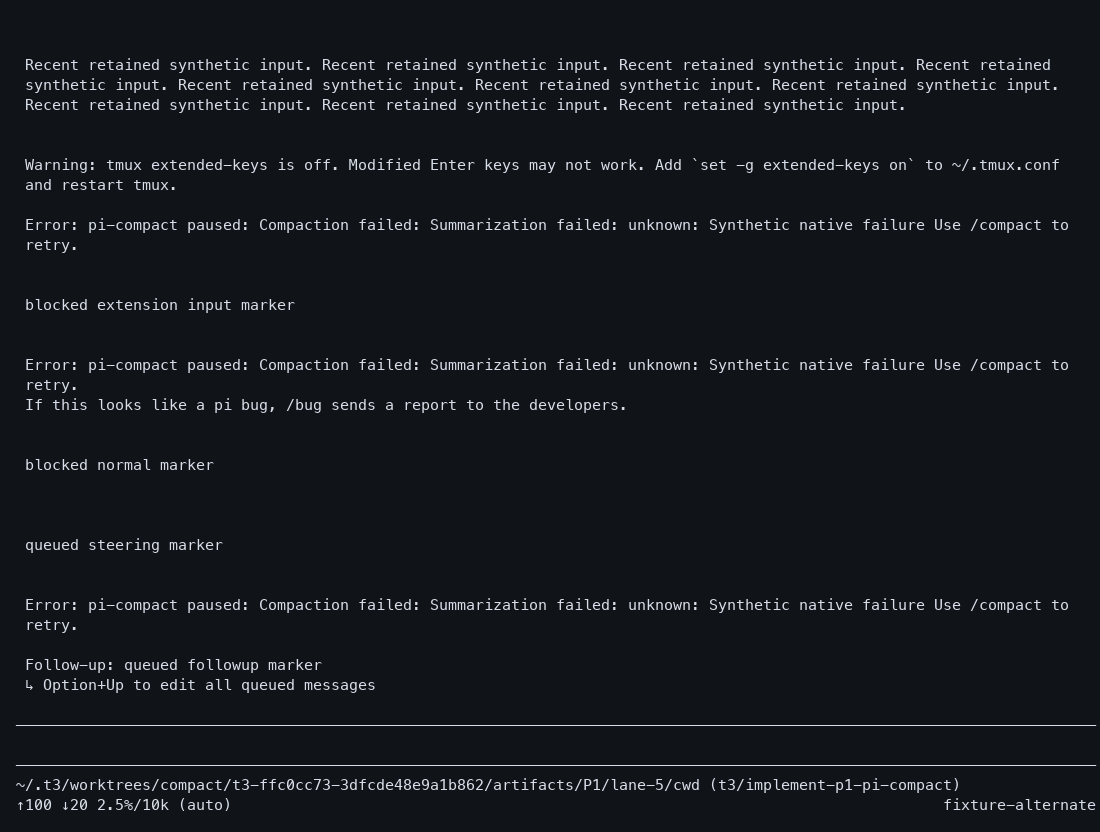 Recent retained synthetic input. Recent retained synthetic input. Recent retained synthetic input. Recent retained
synthetic input. Recent retained synthetic input. Recent retained synthetic input. Recent retained synthetic input.
Recent retained synthetic input. Recent retained synthetic input. Recent retained synthetic input.
Warning: tmux extended-keys is off. Modified Enter keys may not work. Add `set -g extended-keys on` to ~/.tmux.conf
and restart tmux.
Error: pi-compact paused: Compaction failed: Summarization failed: unknown: Synthetic native failure Use /compact to
retry.
blocked extension input marker
Error: pi-compact paused: Compaction failed: Summarization failed: unknown: Synthetic native failure Use /compact to
retry.
If this looks like a pi bug, /bug sends a report to the developers.
blocked normal marker
queued steering marker
Error: pi-compact paused: Compaction failed: Summarization failed: unknown: Synthetic native failure Use /compact to
retry.
Follow-up: queued followup marker
↳ Option+Up to edit all queued messages
~/.t3/worktrees/compact/t3-ffc0cc73-3dfcde48e9a1b862/artifacts/P1/lane-5/cwd (t3/implement-p1-pi-compact)
↑100 ↓20 2.5%/10k (auto) fixture-alternate